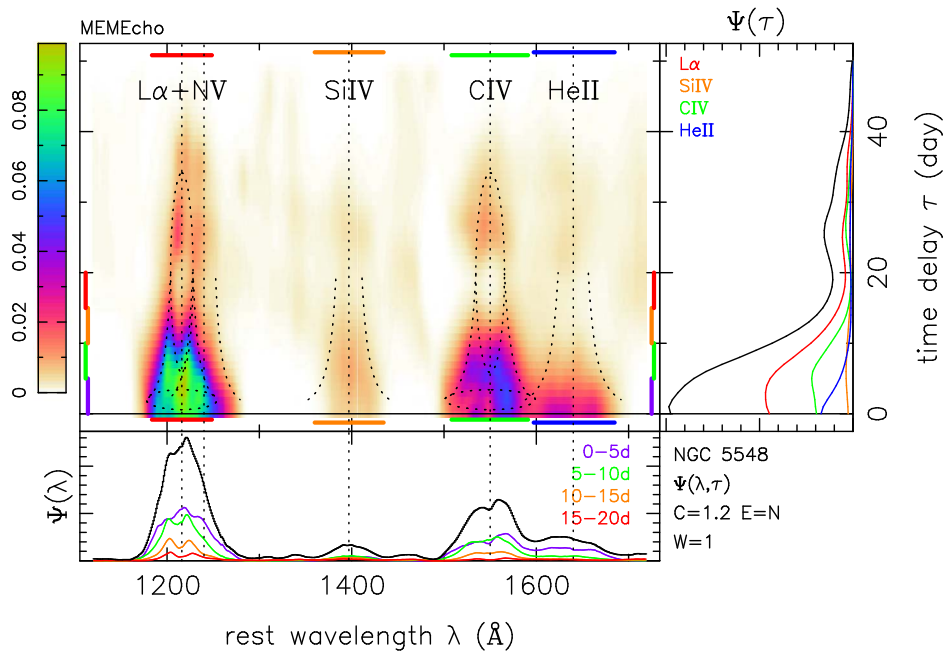 MEMEcho
Ψ(τ)
Lα+NV
SiIV
CIV
HeII
Lα
SiIV
CIV
HeII
0
0.02
0.04
0.06
0.08
0
20
40
time delay τ (day)
Ψ(λ)
0−5d
5−10d
10−15d
15−20d
NGC 5548
Ψ(λ,τ)
C=1.2 E=N
W=1
1200
1400
1600
rest wavelength λ (Å)